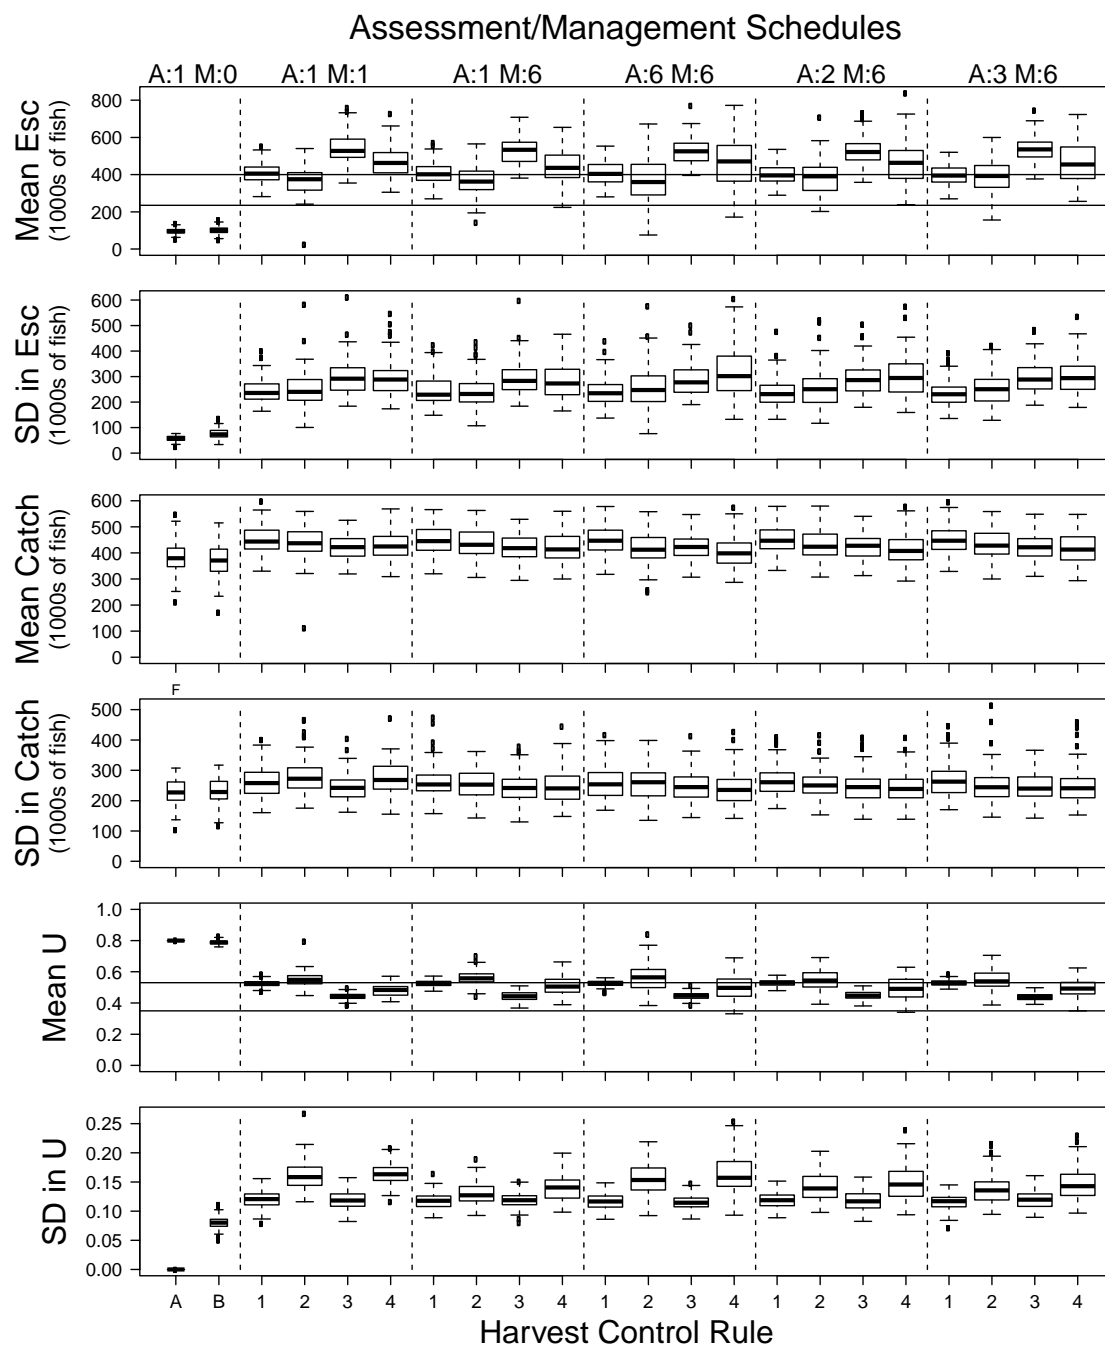 Assessment/Management Schedules
A:1 M:0 A:1 M:1 A:1 M:6 A:6 M:6 A:2 M:6 A:3 M:6
Mean Esc
(1000s of fish)
800
600
400
200
0
SD in Esc
(1000s of fish)
600
500
400
300
200
100
0
Mean Catch
(1000s of fish)
600
500
400
300
200
100
0
F
SD in Catch
(1000s of fish)
500
400
300
200
100
0
Mean U
1.0
0.8
0.6
0.4
0.2
0.0
SD in U
0.25
0.20
0.15
0.10
0.05
0.00
A B 1 2 3 4 1 2 3 4 1 2 3 4 1 2 3 4 1 2 3 4
Harvest Control Rule